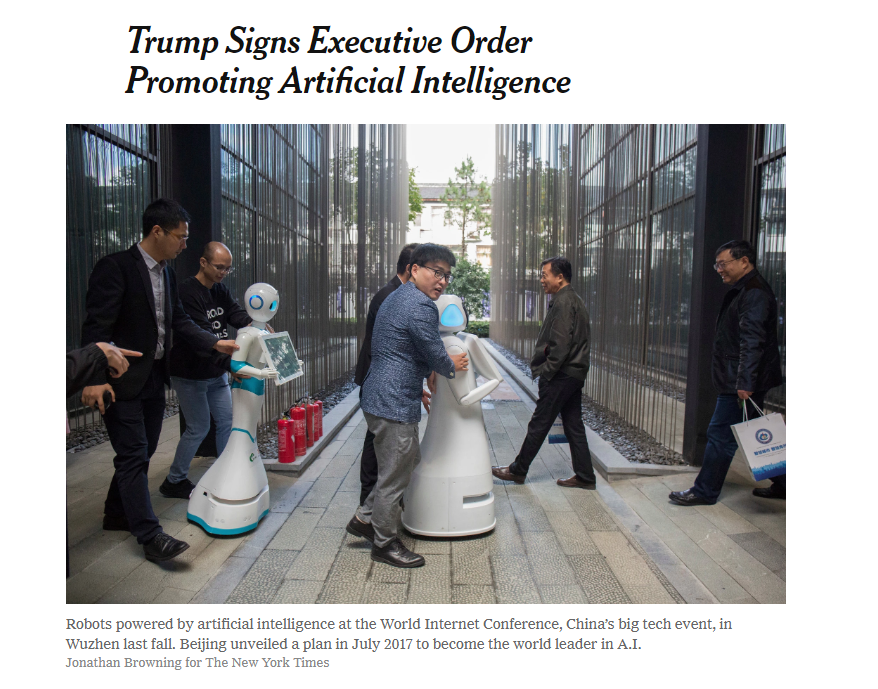 Trump Signs Executive Order
Promoting Artificial Intelligence
Robots powered by artificial intelligence at the World Internet Conference, China’s big tech event, in
Wuzhen last fall. Beijing unveiled a plan in July 2017 to become the world leader in A.I.
Jonathan Browning for The New York Times